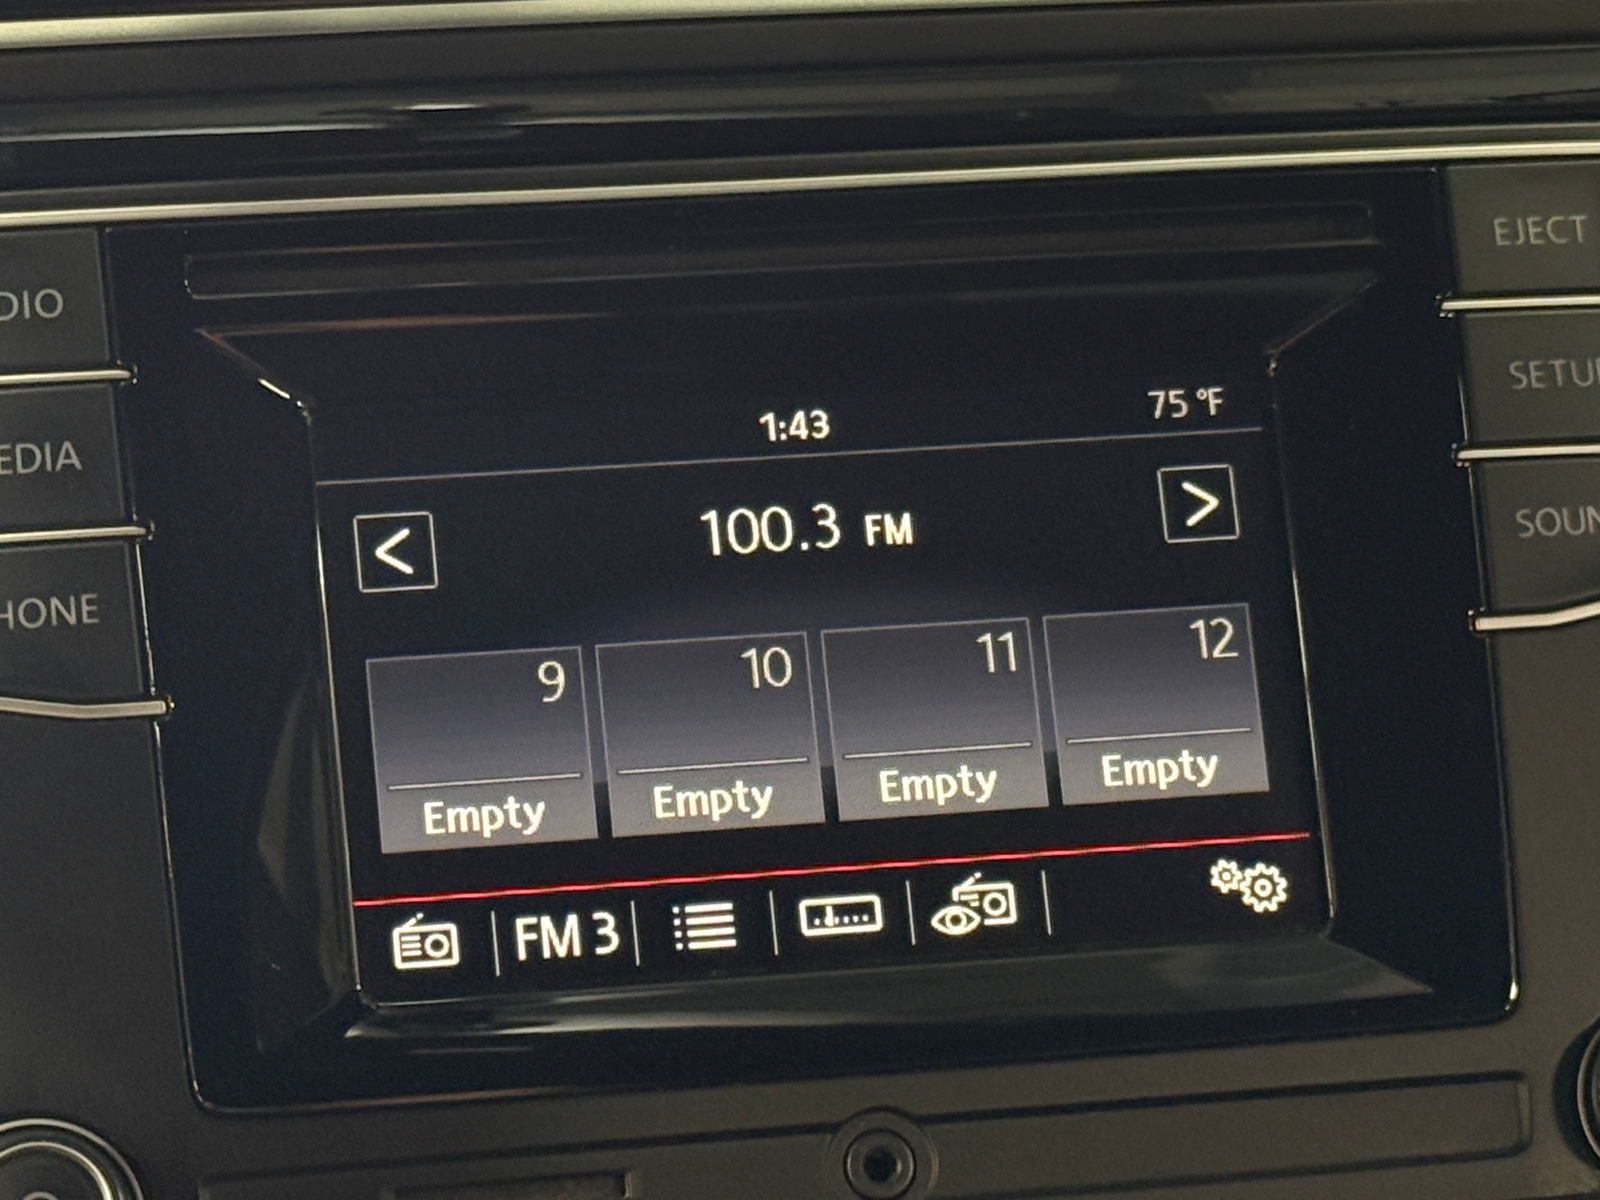 DIO
EDIA
HONE
EJECT
SETU
SOUN
1:43
75 °F
<
100.3 FM
>
9
10
11
12
Empty
Empty
Empty
Empty
FM 3